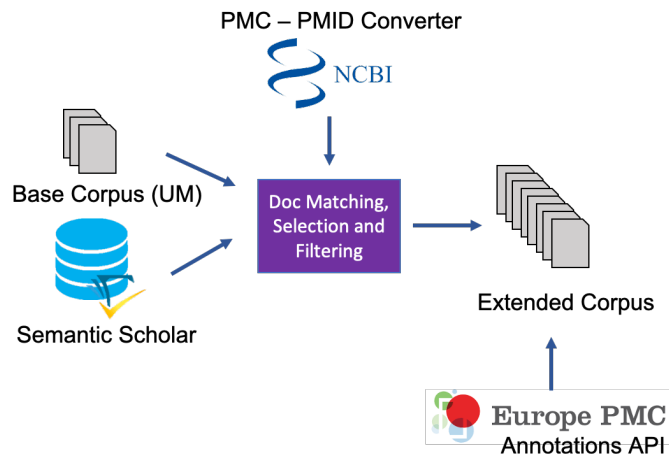 PMC – PMID Converter
NCBI
Base Corpus (UM)
Doc Matching,
Selection and
Filtering
Semantic Scholar
Extended Corpus
Europe PMC
Annotations API